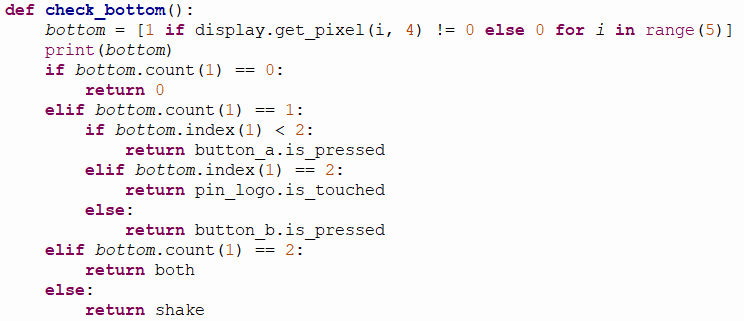 def check_bottom():
    bottom = [1 if display.get_pixel(i, 4) != 0 else 0 for i in range(5)]
    print(bottom)
    if bottom.count(1) == 0:
        return 0
    elif bottom.count(1) == 1:
        if bottom.index(1) < 2:
            return button_a.is_pressed
        elif bottom.index(1) == 2:
            return pin_logo.is_touched
        else:
            return button_b.is_pressed
    elif bottom.count(1) == 2:
        return both
    else:
        return shake